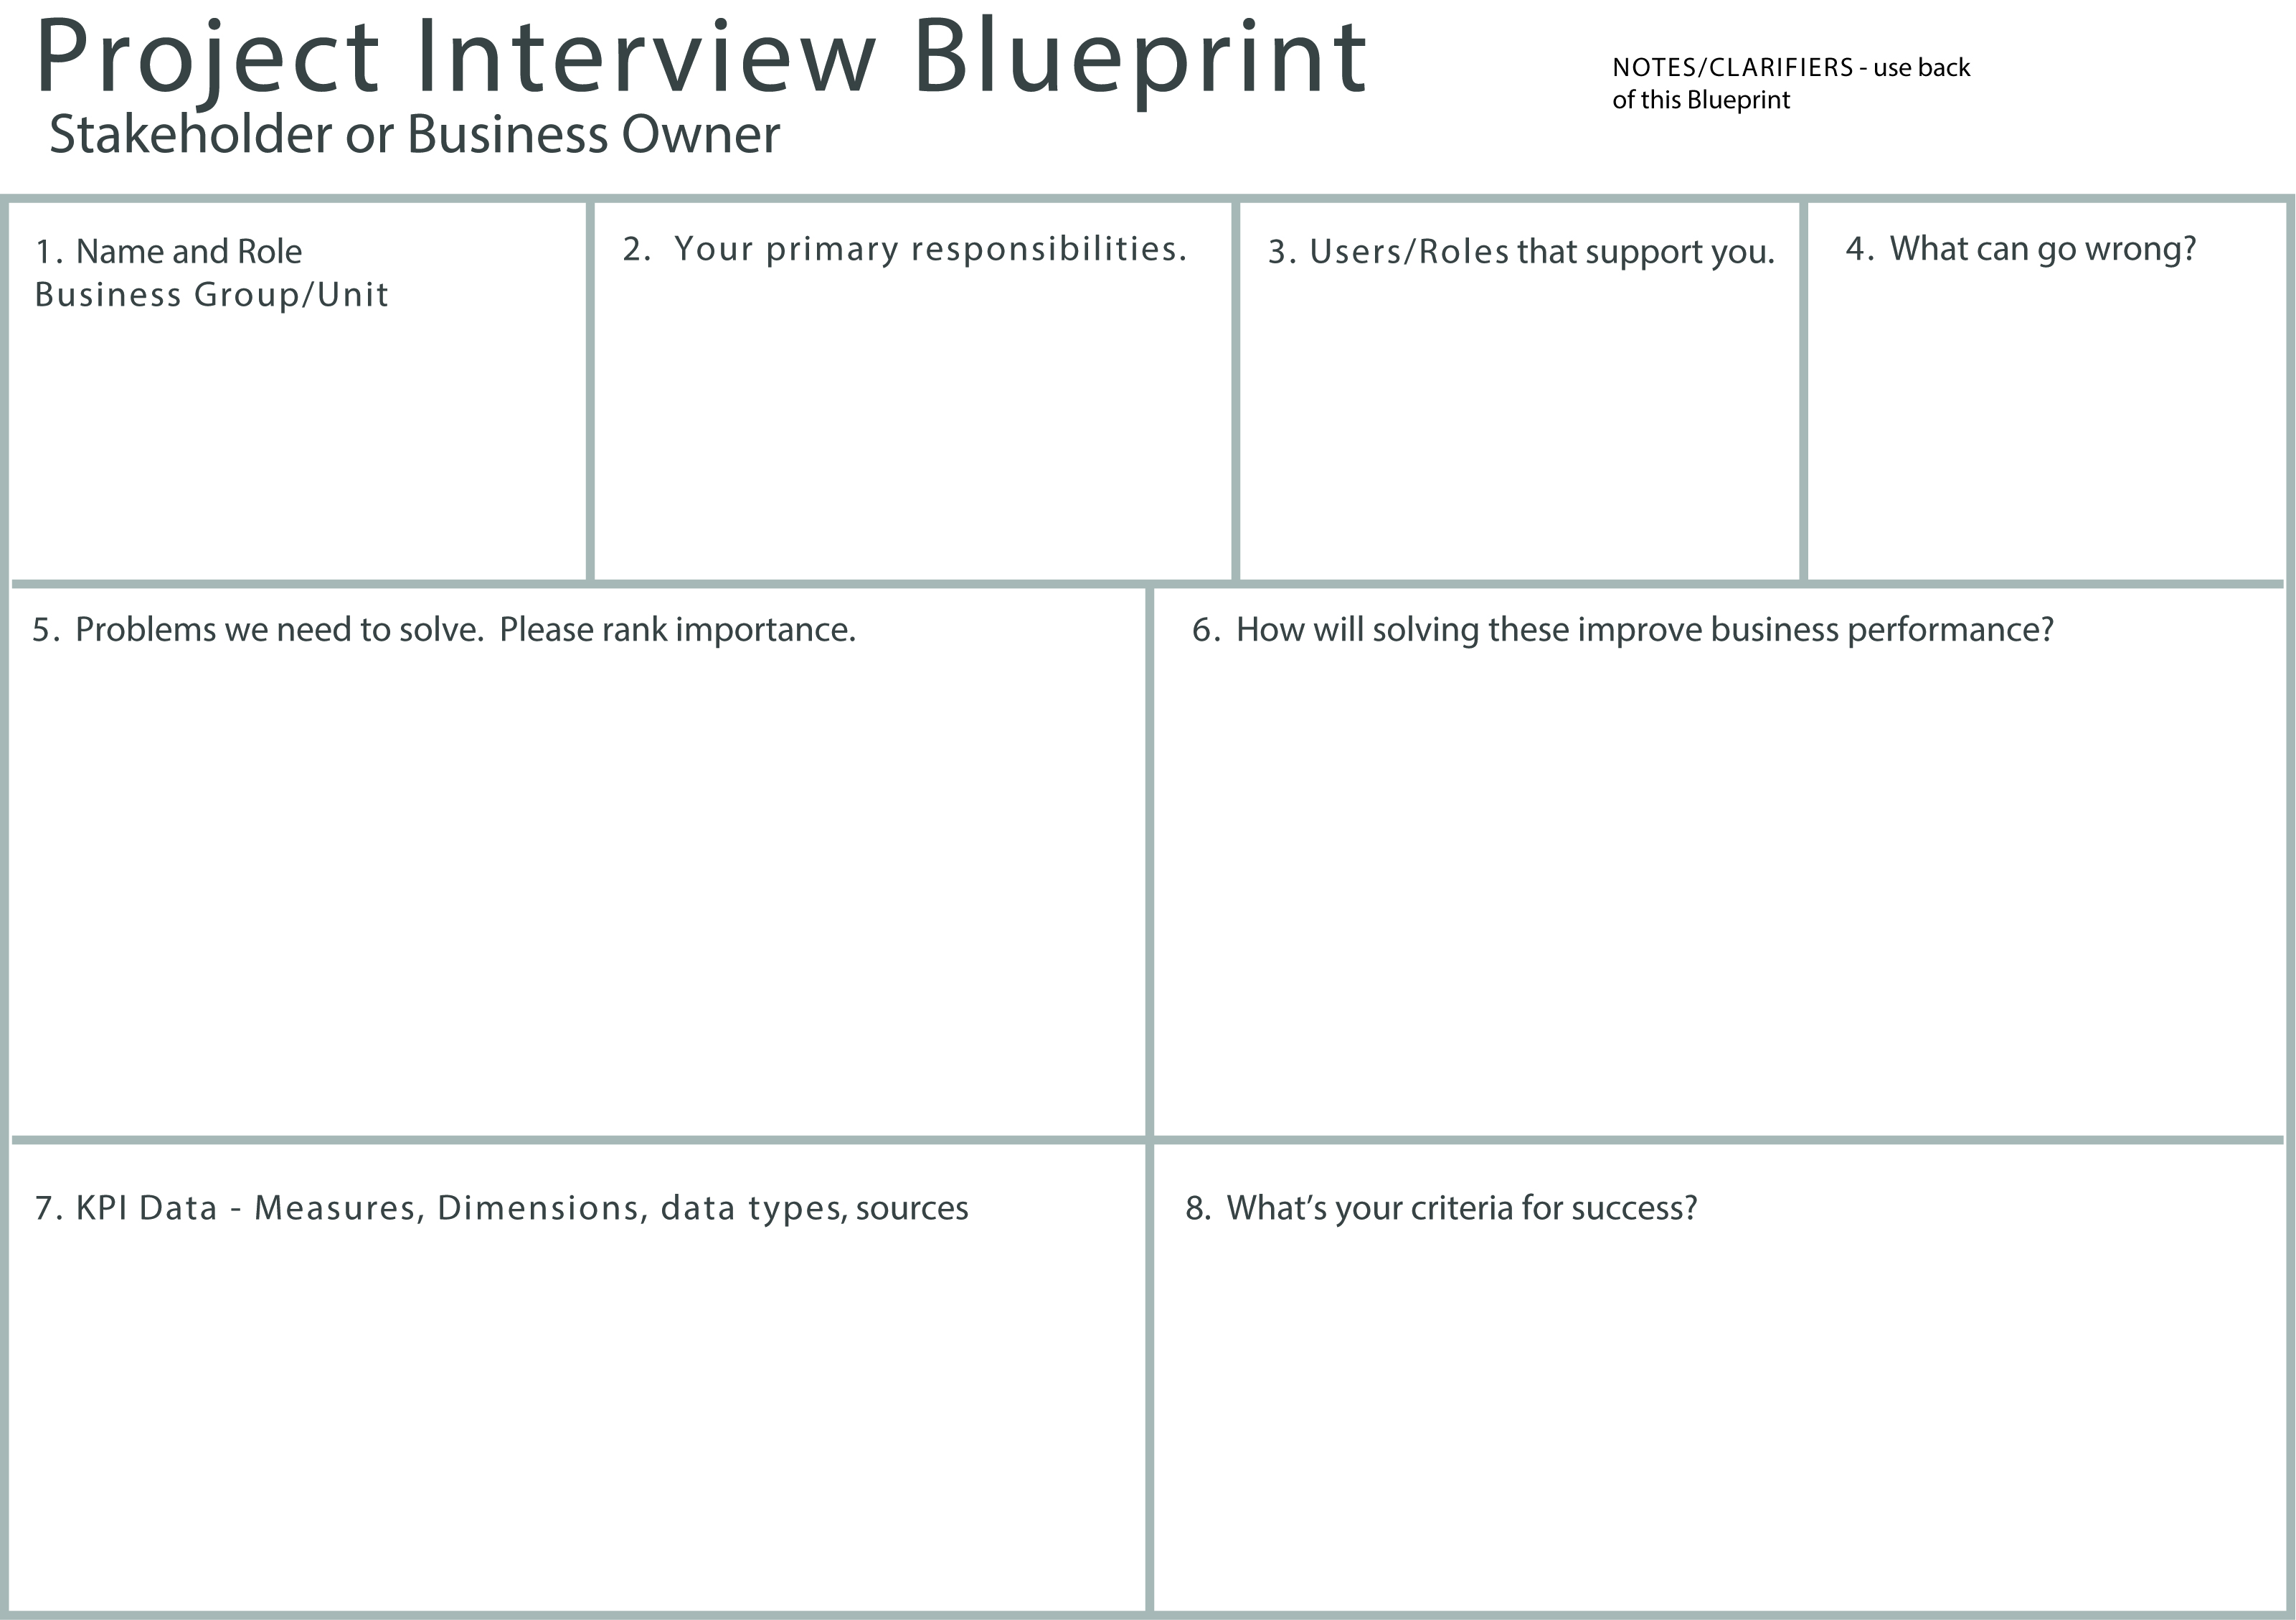 Project Interview Blueprint
Stakeholder or Business Owner
NOTES/CLARIFIERS - use back
of this Blueprint
1. Name and Role
Business Group/Unit
2. Your primary responsibilities.
3. Users/Roles that support you.
4. What can go wrong?
5. Problems we need to solve. Please rank importance.
6. How will solving these improve business performance?
7. KPI Data - Measures, Dimensions, data types, sources
8. What’s your criteria for success?